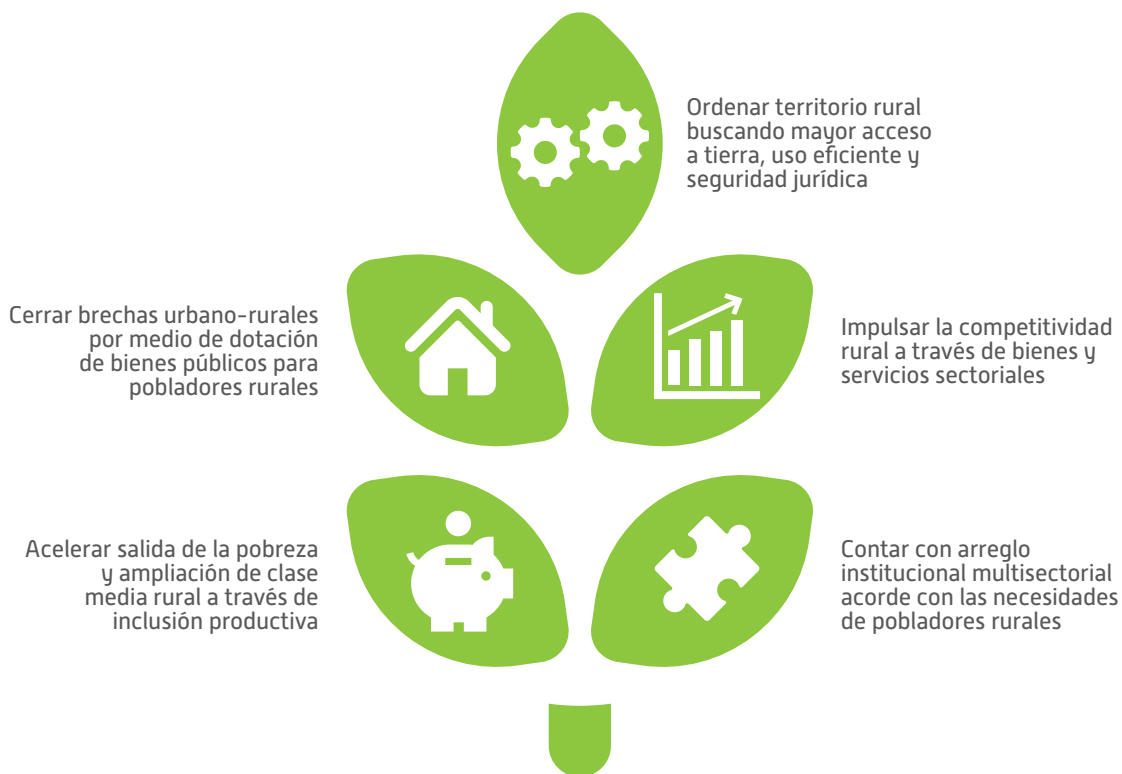 Ordenar territorio rural
buscando mayor acceso
a tierra, uso eficiente y
seguridad jurídica
Cerrar brechas urbano-rurales
por medio de dotación
de bienes públicos para
pobladores rurales
Impulsar la competitividad
rural a través de bienes y
servicios sectoriales
Acelerar salida de la pobreza
y ampliación de clase
media rural a través de
inclusión productiva
Contar con arreglo
institucional multisectorial
acorde con las necesidades
de pobladores rurales